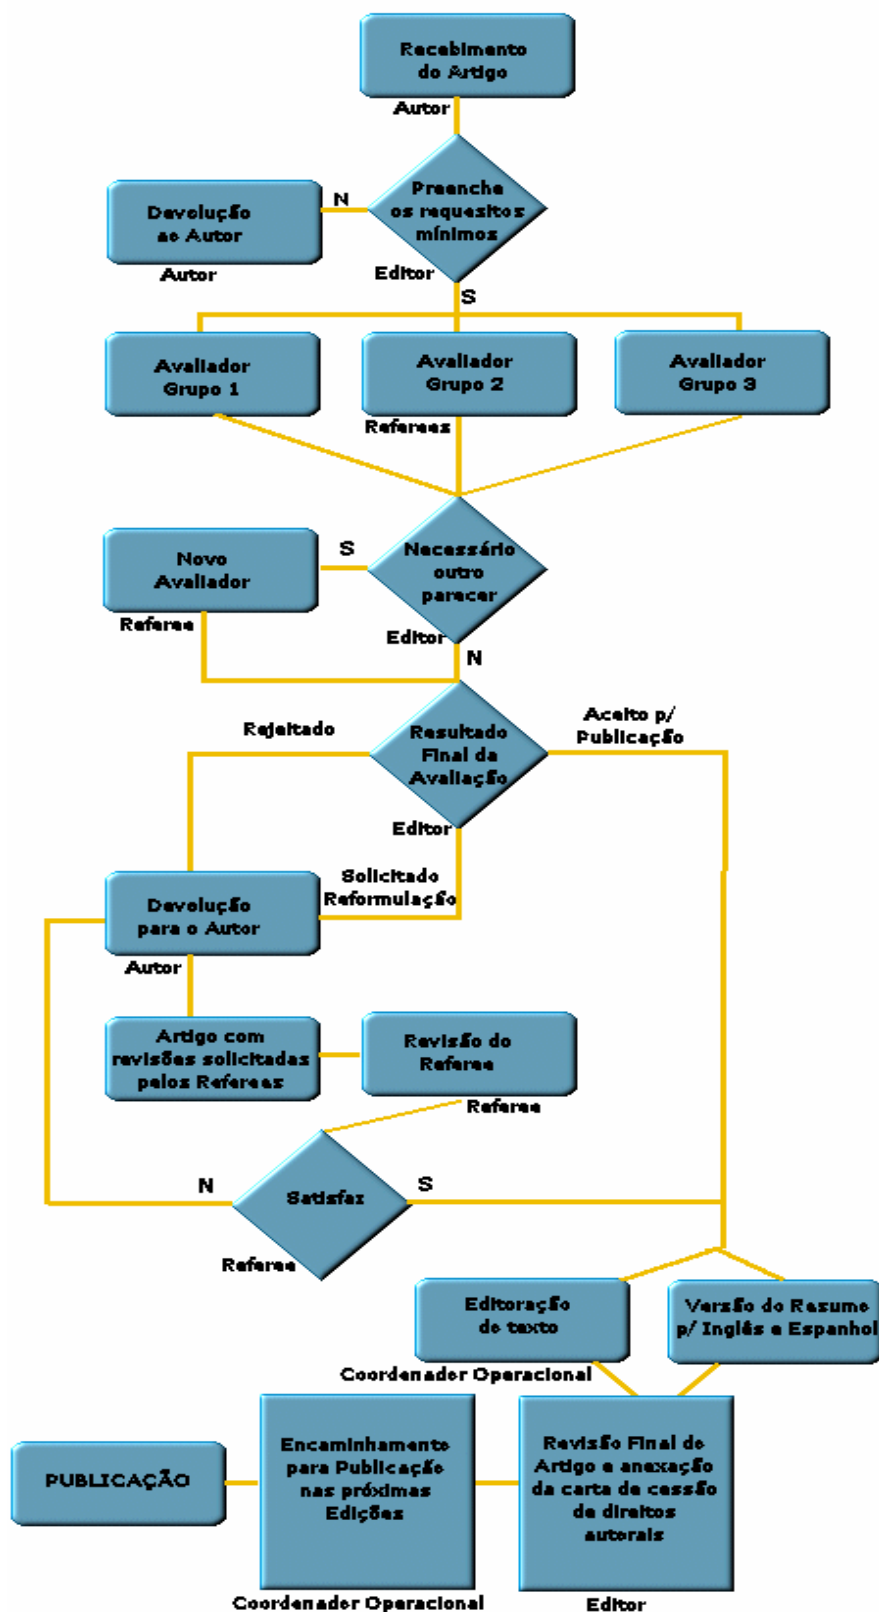 Recebimento
do Artigo
Autor
Preenche
os requesitos
mínimos
N
Devolução
ao Autor
Autor
Editor
S
Avaliador
Grupo 1
Avaliador
Grupo 2
Avaliador
Grupo 3
Referees
Necessário
outro
parecer
S
Novo
Avaliador
Referee
Editor
N
Rejeitado
Resultado
Final da
Avaliação
Aceito p/
Publicação
Editor
Solicitado
Reformulação
Devolução
para o Autor
Autor
Artigo com
revisões solicitadas
pelos Referees
Revisão do
Referee
Referee
N
Satisfaz
S
Referee
Editoração
de texto
Versão do Resumo
p/ Inglês e Espanhol
Coordenador Operacional
PUBLICAÇÃO
Encaminhamento
para Publicação
nas próximas
Edições
Revisão Final do
Artigo e anexação
da carta de cessão
de direitos
autorais
Coordenador Operacional
Editor